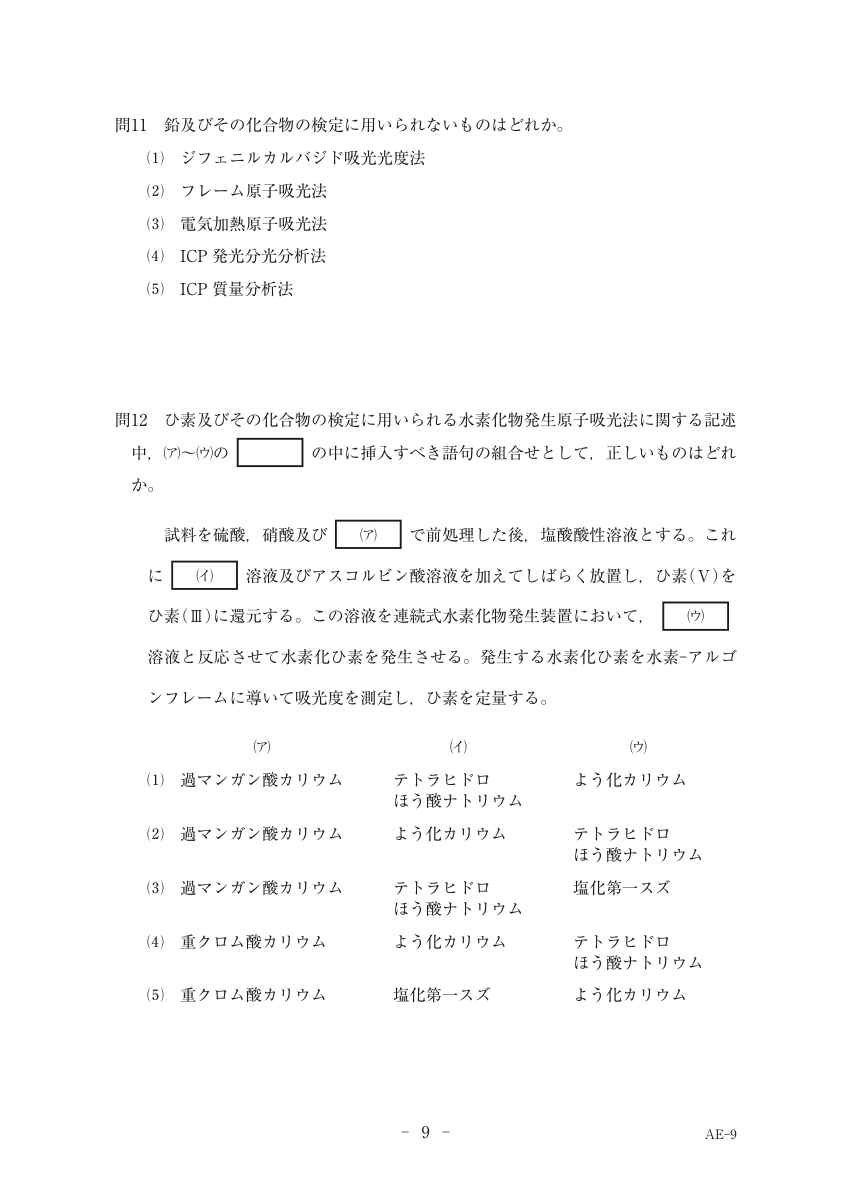 問11　鉛及びその化合物の検定に用いられないものはどれか。
⑴　ジフェニルカルバジド吸光光度法
⑵　フレーム原子吸光法
⑶　電気加熱原子吸光法
⑷　ICP 発光分光分析法
⑸　ICP 質量分析法
問12　ひ素及びその化合物の検定に用いられる水素化物発生原子吸光法に関する記述
中，㋐～㋒の　　　の中に挿入すべき語句の組合せとして，正しいものはどれ
か。
試料を硫酸，硝酸及び (ア) で前処理した後，塩酸酸性溶液とする。これ
に (イ) 溶液及びアスコルビン酸溶液を加えてしばらく放置し，ひ素(Ⅴ)を
ひ素(Ⅲ)に還元する。この溶液を連続式水素化物発生装置において， (ウ)
溶液と反応させて水素化ひ素を発生させる。発生する水素化ひ素を水素-アルゴ
ンフレームに導いて吸光度を測定し，ひ素を定量する。
(ア)　(イ)　(ウ)
⑴　過マンガン酸カリウム　テトラヒドロ　よう化カリウム
ほう酸ナトリウム
⑵　過マンガン酸カリウム　よう化カリウム　テトラヒドロ
ほう酸ナトリウム
⑶　過マンガン酸カリウム　テトラヒドロ　塩化第一スズ
ほう酸ナトリウム
⑷　重クロム酸カリウム　よう化カリウム　テトラヒドロ
ほう酸ナトリウム
⑸　重クロム酸カリウム　塩化第一スズ　よう化カリウム
- 9 -
AE-9